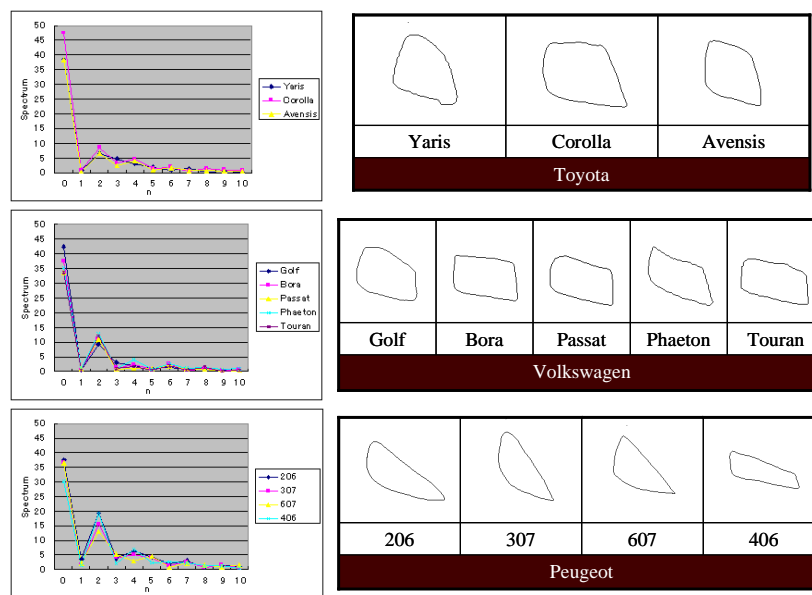 50
45
40
35
30
25
20
15
10
5
0
Spectrum
0 1 2 3 4 5 6 7 8 9 10
n
Yaris
Corolla
Avensis
Yaris Corolla Avensis
Toyota
50
45
40
35
30
25
20
15
10
5
0
Spectrum
0 1 2 3 4 5 6 7 8 9 10
n
Golf
Bora
Passat
Phaeton
Touran
Golf Bora Passat Phaeton Touran
Volkswagen
50
45
40
35
30
25
20
15
10
5
0
Spectrum
0 1 2 3 4 5 6 7 8 9 10
n
206
307
607
406
206 307 607 406
Peugeot